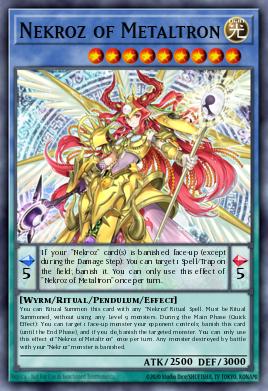 Nekroz of Metaltron
光
If your "Nekroz" card(s) is banished face-up (except
during the Damage Step): You can target 1 Spell/Trap on
the field; banish it. You can only use this effect of
"Nekroz of Metaltron" once per turn.
5
5
[Wyrm/Ritual/Pendulum/Effect]
You can Ritual Summon this card with any "Nekroz" Ritual Spell. Must be Ritual
Summoned, without using any Level 9 monsters. During the Main Phase (Quick
Effect): You can target 1 face-up monster your opponent controls; banish this card
(until the End Phase), and if you do, banish the targeted monster. You can only use
this effect of "Nekroz of Metaltron" once per turn. Any monster destroyed by battle
with your "Nekroz" monster is banished.
ATK/2500 DEF/3000